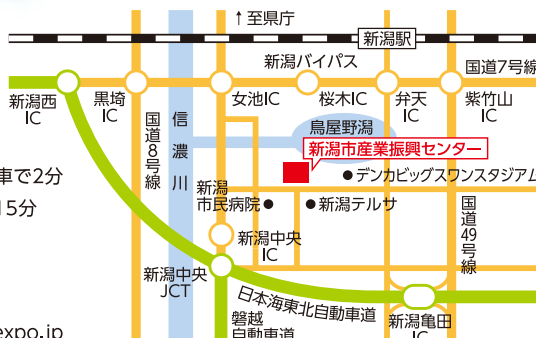 ↑至県庁
新潟駅
新潟バイパス
国道7号線
新潟西
IC
黒埼
IC
女池IC
桜木IC
弁天
IC
紫竹山
IC
国道8号線
信濃川
鳥屋野潟
新潟市産業振興センター
車で2分
デンカビッグスワンスタジアム
15分
新潟
市民病院
新潟テルサ
国道49号線
新潟中央
IC
新潟中央
JCT
日本海東北自動車道
新潟亀田
IC
磐越
自動車道
expo.jp